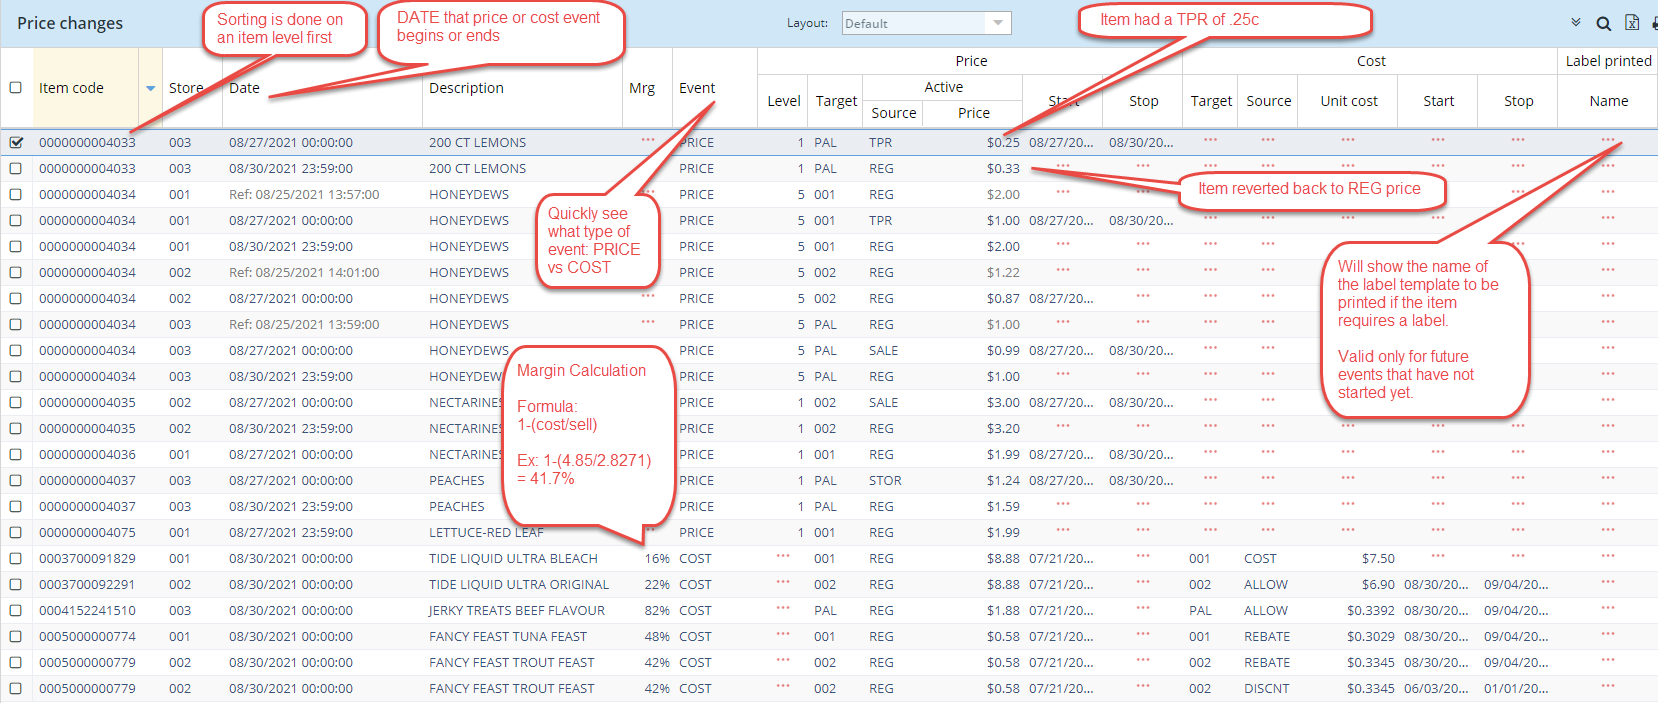 Price changes
Layout: Default
Sorting is done on
an item level first
DATE that price or cost event
begins or ends
Item had a TPR of .25c
Price Cost Label printed
Item code Store Date Description Mrg Event Level Target Active Start Stop Target Source Unit cost Start Stop Name
Source Price
0000000004033 003 08/27/2021 00:00:00 200 CT LEMONS *** PRICE 1 PAL TPR $0.25 08/27/20... 08/30/20... *** *** *** *** *** ***
0000000004033 003 08/30/2021 23:59:00 200 CT LEMONS PRICE 1 PAL REG $0.33 *** *** *** *** *** ***
0000000004034 001 Ref: 08/25/2021 13:57:00 HONEYDEWS *** PRICE 5 001 REG $2.00 *** *** *** *** *** *** ***
0000000004034 001 08/27/2021 00:00:00 HONEYDEWS PRICE 5 001 TPR $1.00 08/27/20... 08/30/20... *** *** *** *** *** ***
0000000004034 001 08/30/2021 23:59:00 HONEYDEWS PRICE 5 001 REG $2.00 *** *** *** *** *** *** ***
0000000004034 002 Ref: 08/25/2021 14:01:00 HONEYDEWS PRICE 5 002 REG $1.22 *** *** *** *** *** ***
0000000004034 002 08/27/2021 00:00:00 HONEYDEWS *** PRICE 5 002 REG $0.87 08/27/20... *** *** *** *** *** ***
0000000004034 003 Ref: 08/25/2021 13:59:00 HONEYDEWS *** PRICE 5 PAL REG $1.00 *** *** *** *** *** *** ***
0000000004034 003 08/27/2021 00:00:00 HONEYDEWS PRICE 5 PAL SALE $0.99 08/27/20... 08/30/20... *** *** *** *** *** ***
0000000004034 003 08/30/2021 23:59:00 HONEYDEW PRICE 5 PAL REG $1.00 *** *** *** *** *** *** ***
0000000004035 002 08/27/2021 00:00:00 NECTARINES PRICE 1 002 SALE $3.00 08/27/20... 08/30/20... *** *** *** *** *** ***
0000000004035 002 08/30/2021 23:59:00 NECTARINES PRICE 1 002 REG $3.20 *** *** *** *** *** *** *** ***
0000000004036 001 08/27/2021 00:00:00 NECTARINES PRICE 1 001 REG $1.99 08/27/20... 08/30/20... *** *** *** *** *** ***
0000000004037 003 08/27/2021 00:00:00 PEACHES PRICE 1 PAL STOR $1.24 08/27/20... 08/30/20... *** *** *** *** *** ***
0000000004037 003 08/30/2021 23:59:00 PEACHES PRICE 1 PAL REG $1.59 *** *** *** *** *** *** *** ***
0000000004075 001 08/27/2021 23:59:00 LETTUCE-RED LEAF PRICE 1 001 REG $1.99 *** *** *** *** *** *** *** ***
0003700091829 001 08/30/2021 00:00:00 TIDE LIQUID ULTRA BLEACH 16% COST *** 001 REG $8.88 07/21/20... *** 001 COST $7.50 *** *** ***
0003700092291 002 08/30/2021 00:00:00 TIDE LIQUID ULTRA ORIGINAL 22% COST *** 002 REG $8.88 07/21/20... *** 002 ALLOW $6.90 08/30/20... 09/04/20... ***
0004152241510 003 08/30/2021 00:00:00 JERKY TREATS BEEF FLAVOUR 82% COST *** PAL REG $1.88 07/21/20... *** PAL ALLOW $0.3392 08/30/20... 09/04/20... ***
0005000000774 001 08/30/2021 00:00:00 FANCY FEAST TUNA FEAST 48% COST *** 001 REG $0.58 07/21/20... *** 001 REBATE $0.3029 08/30/20... 09/04/20... ***
0005000000779 002 08/30/2021 00:00:00 FANCY FEAST TROUT FEAST 42% COST *** 002 REG $0.58 07/21/20... *** 002 REBATE $0.3345 08/30/20... 09/04/20... ***
0005000000779 002 08/30/2021 00:00:00 FANCY FEAST TROUT FEAST 42% COST *** 002 REG $0.58 07/21/20... *** 002 DISCNT $0.3345 06/03/20... 01/01/20... ***
Item reverted back to REG price
Quickly see
what type of
event: PRICE
vs COST
Will show the name of
the label template to be
printed if the item
requires a label.
Valid only for future
events that have not
started yet.
Margin Calculation
Formula:
1-(cost/sell)
Ex: 1-(4.85/2.8271)
= 41.7%